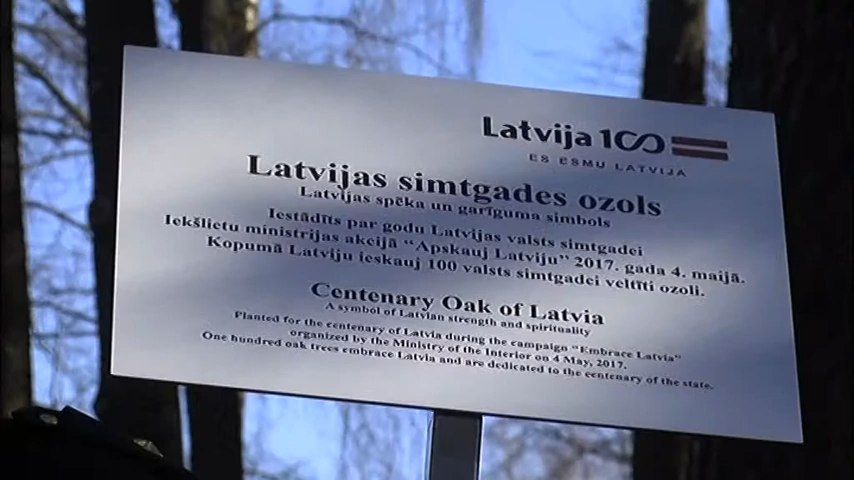 Latvija 100
ES ESMU LATVIJA
Latvijas simtgades ozols
Latvijas spēka un garīguma simbols
Iestādīts par godu Latvijas valsts simtgadei
Iekšlietu ministrijas akcijā "Apskauj Latviju" 2017. gada 4. maijā.
Kopumā Latviju ieskauj 100 valsts simtgadei veltīti ozoli.
Centenary Oak of Latvia
A symbol of Latvian strength and spirituality
Planted for the centenary of Latvia during the campaign "Embrace Latvia"
organized by the Ministry of the Interior on 4 May, 2017.
One hundred oak trees embrace Latvia and are dedicated to the centenary of the state.